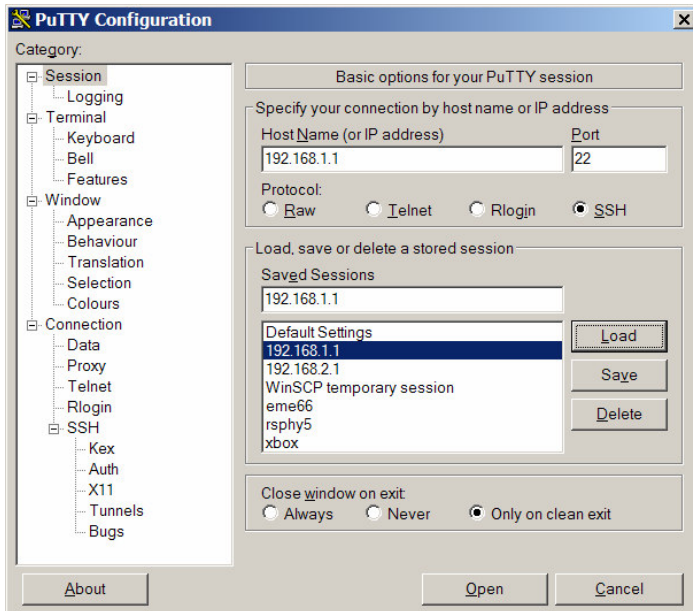 PuTTY Configuration
Category:
Session
Logging
Terminal
Keyboard
Bell
Features
Window
Appearance
Behaviour
Translation
Selection
Colours
Connection
Data
Proxy
Telnet
Rlogin
SSH
Kex
Auth
X11
Tunnels
Bugs
Basic options for your PuTTY session
Specify your connection by host name or IP address
Host Name (or IP address) Port
192.168.1.1 22
Protocol:
Raw Telnet Rlogin SSH
Load, save or delete a stored session
Saved Sessions
192.168.1.1
Default Settings
192.168.1.1
192.168.2.1
WinSCP temporary session
eme66
rsphy5
xbox
Load
Save
Delete
Close window on exit:
Always Never Only on clean exit
About Open Cancel